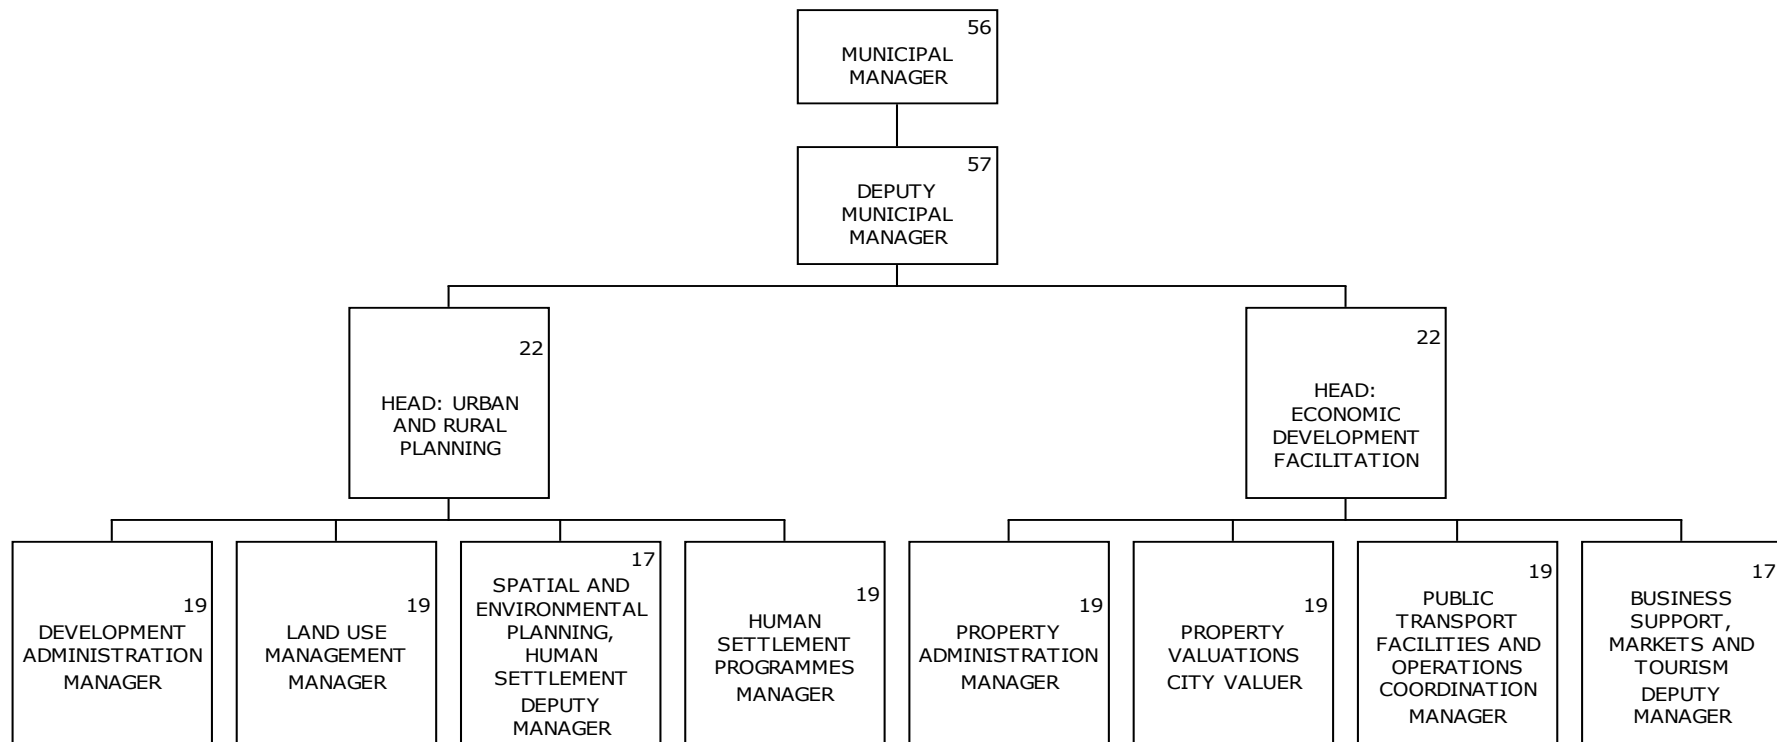 56
MUNICIPAL
MANAGER
57
DEPUTY
MUNICIPAL
MANAGER
22
HEAD: URBAN
AND RURAL
PLANNING
22
HEAD:
ECONOMIC
DEVELOPMENT
FACILITATION
19
DEVELOPMENT
ADMINISTRATION
MANAGER
19
LAND USE
MANAGEMENT
MANAGER
17
SPATIAL AND
ENVIRONMENTAL
PLANNING,
HUMAN
SETTLEMENT
DEPUTY
MANAGER
19
HUMAN
SETTLEMENT
PROGRAMMES
MANAGER
19
PROPERTY
ADMINISTRATION
MANAGER
19
PROPERTY
VALUATIONS
CITY VALUER
19
PUBLIC
TRANSPORT
FACILITIES AND
OPERATIONS
COORDINATION
MANAGER
17
BUSINESS
SUPPORT,
MARKETS AND
TOURISM
DEPUTY
MANAGER